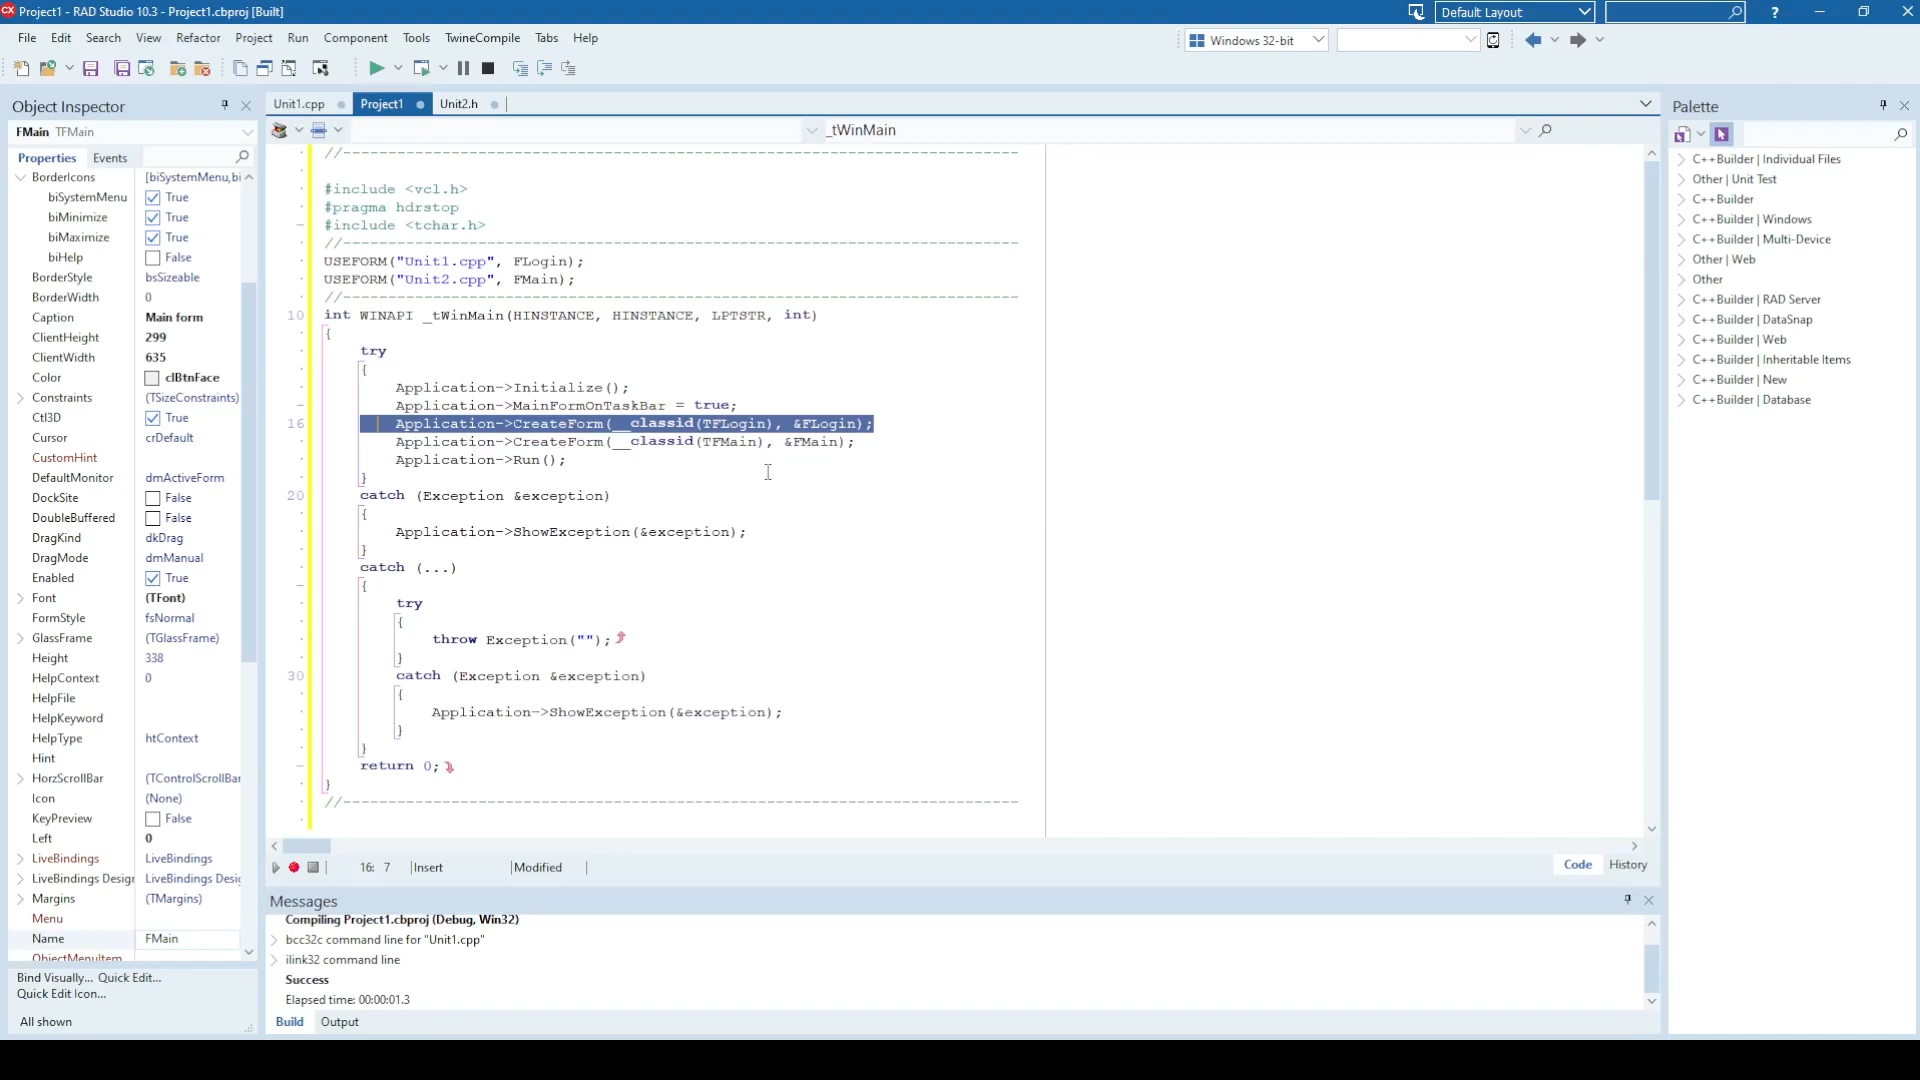 Project1 - RAD Studio 10.3 - Project1.cbproj [Built]
Default Layout
?
File Edit Search View Refactor Project Run Component Tools TwineCompile Tabs Help
Windows 32-bit
Object Inspector
FMain TFMain
Properties Events
BorderIcons [biSystemMenu,bi
biSystemMenu True
biMinimize True
biMaximize True
biHelp False
BorderStyle bsSizeable
BorderWidth 0
Caption Main form
ClientHeight 299
ClientWidth 635
Color clBtnFace
Constraints (TSizeConstraints)
Ctl3D True
Cursor crDefault
CustomHint
DefaultMonitor dmActiveForm
DockSite False
DoubleBuffered False
DragKind dkDrag
DragMode dmManual
Enabled True
Font (TFont)
FormStyle fsNormal
GlassFrame (TGlassFrame)
Height 338
HelpContext 0
HelpFile
HelpKeyword
HelpType htContext
Hint
HorzScrollBar (TControlScrollBar
Icon (None)
KeyPreview False
Left 0
LiveBindings LiveBindings
LiveBindings Design LiveBindings Desig
Margins (TMargins)
Menu
Name FMain
ObjectMenuItem
Bind Visually... Quick Edit...
Quick Edit Icon...
All shown
Unit1.cpp Project1 Unit2.h
_tWinMain
//---------------------------------------------------------------------------
#include <vcl.h>
#pragma hdrstop
#include <tchar.h>
//---------------------------------------------------------------------------
USEFORM("Unit1.cpp", FLogin);
USEFORM("Unit2.cpp", FMain);
//---------------------------------------------------------------------------
10 int WINAPI _tWinMain(HINSTANCE, HINSTANCE, LPTSTR, int)
{
try
{
Application->Initialize();
Application->MainFormOnTaskBar = true;
16 Application->CreateForm(__classid(TFLogin), &FLogin);
Application->CreateForm(__classid(TFMain), &FMain);
Application->Run();
}
20 catch (Exception &exception)
{
Application->ShowException(&exception);
}
catch (...)
{
try
{
throw Exception("");
}
30 catch (Exception &exception)
{
Application->ShowException(&exception);
}
}
return 0;
}
//---------------------------------------------------------------------------
16: 7 Insert Modified
Code History
Messages
Compiling Project1.cbproj (Debug, Win32)
bcc32c command line for "Unit1.cpp"
ilink32 command line
Success
Elapsed time: 00:00:01.3
Build Output
Palette
C++Builder | Individual Files
Other | Unit Test
C++Builder
C++Builder | Windows
C++Builder | Multi-Device
Other | Web
Other
C++Builder | RAD Server
C++Builder | DataSnap
C++Builder | Web
C++Builder | Inheritable Items
C++Builder | New
C++Builder | Database